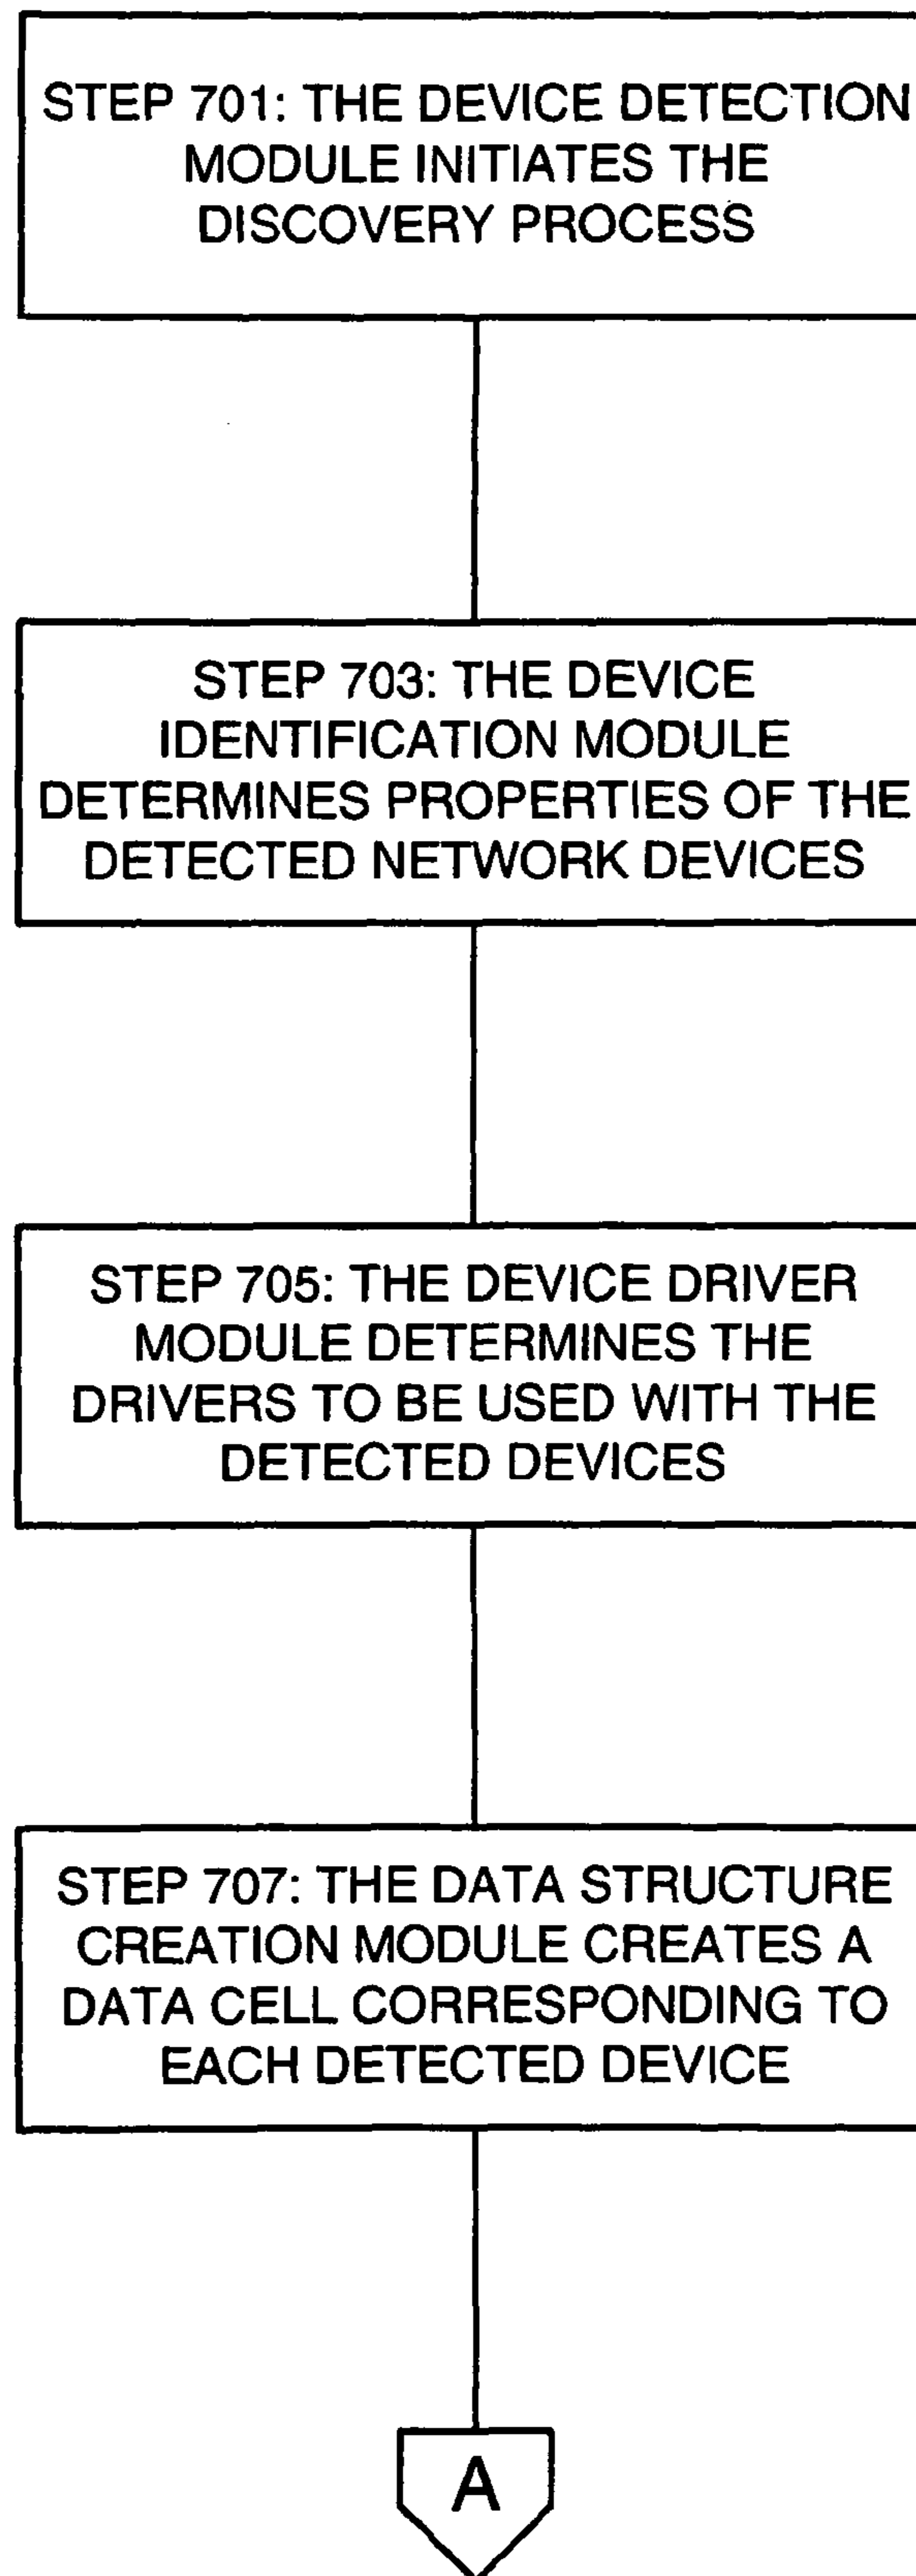 STEP 701: THE DEVICE DETECTION
MODULE INITIATES THE
DISCOVERY PROCESS
STEP 703: THE DEVICE
IDENTIFICATION MODULE
DETERMINES PROPERTIES OF THE
DETECTED NETWORK DEVICES
STEP 705: THE DEVICE DRIVER
MODULE DETERMINES THE
DRIVERS TO BE USED WITH THE
DETECTED DEVICES
STEP 707: THE DATA STRUCTURE
CREATION MODULE CREATES A
DATA CELL CORRESPONDING TO
EACH DETECTED DEVICE
A